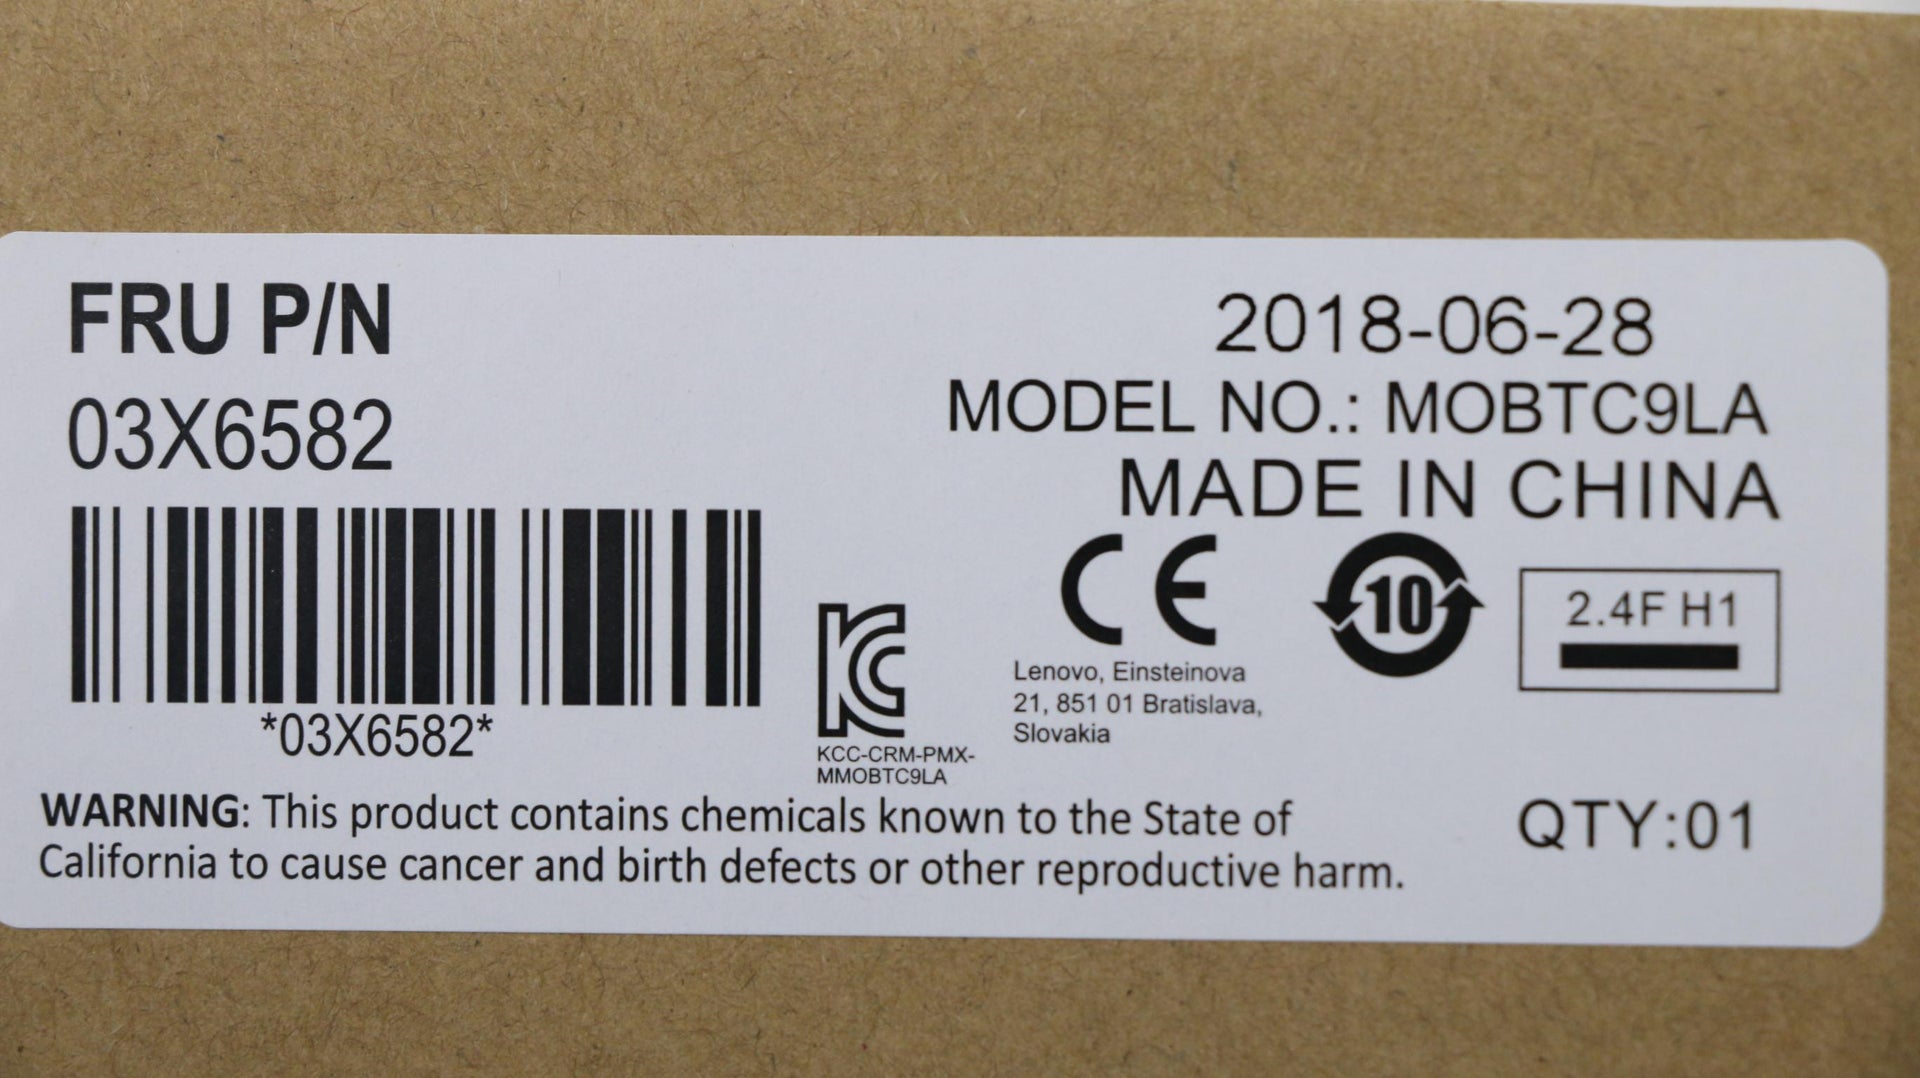 FRU P/N
03X6582
*03X6582*
2018-06-28
MODEL NO.: MOBTC9LA
MADE IN CHINA
KC
KCC-CRM-PMX-
MMOBTC9LA
CE
Lenovo, Einsteinova
21, 851 01 Bratislava,
Slovakia
10
2.4F H1
WARNING: This product contains chemicals known to the State of
California to cause cancer and birth defects or other reproductive harm.
QTY:01